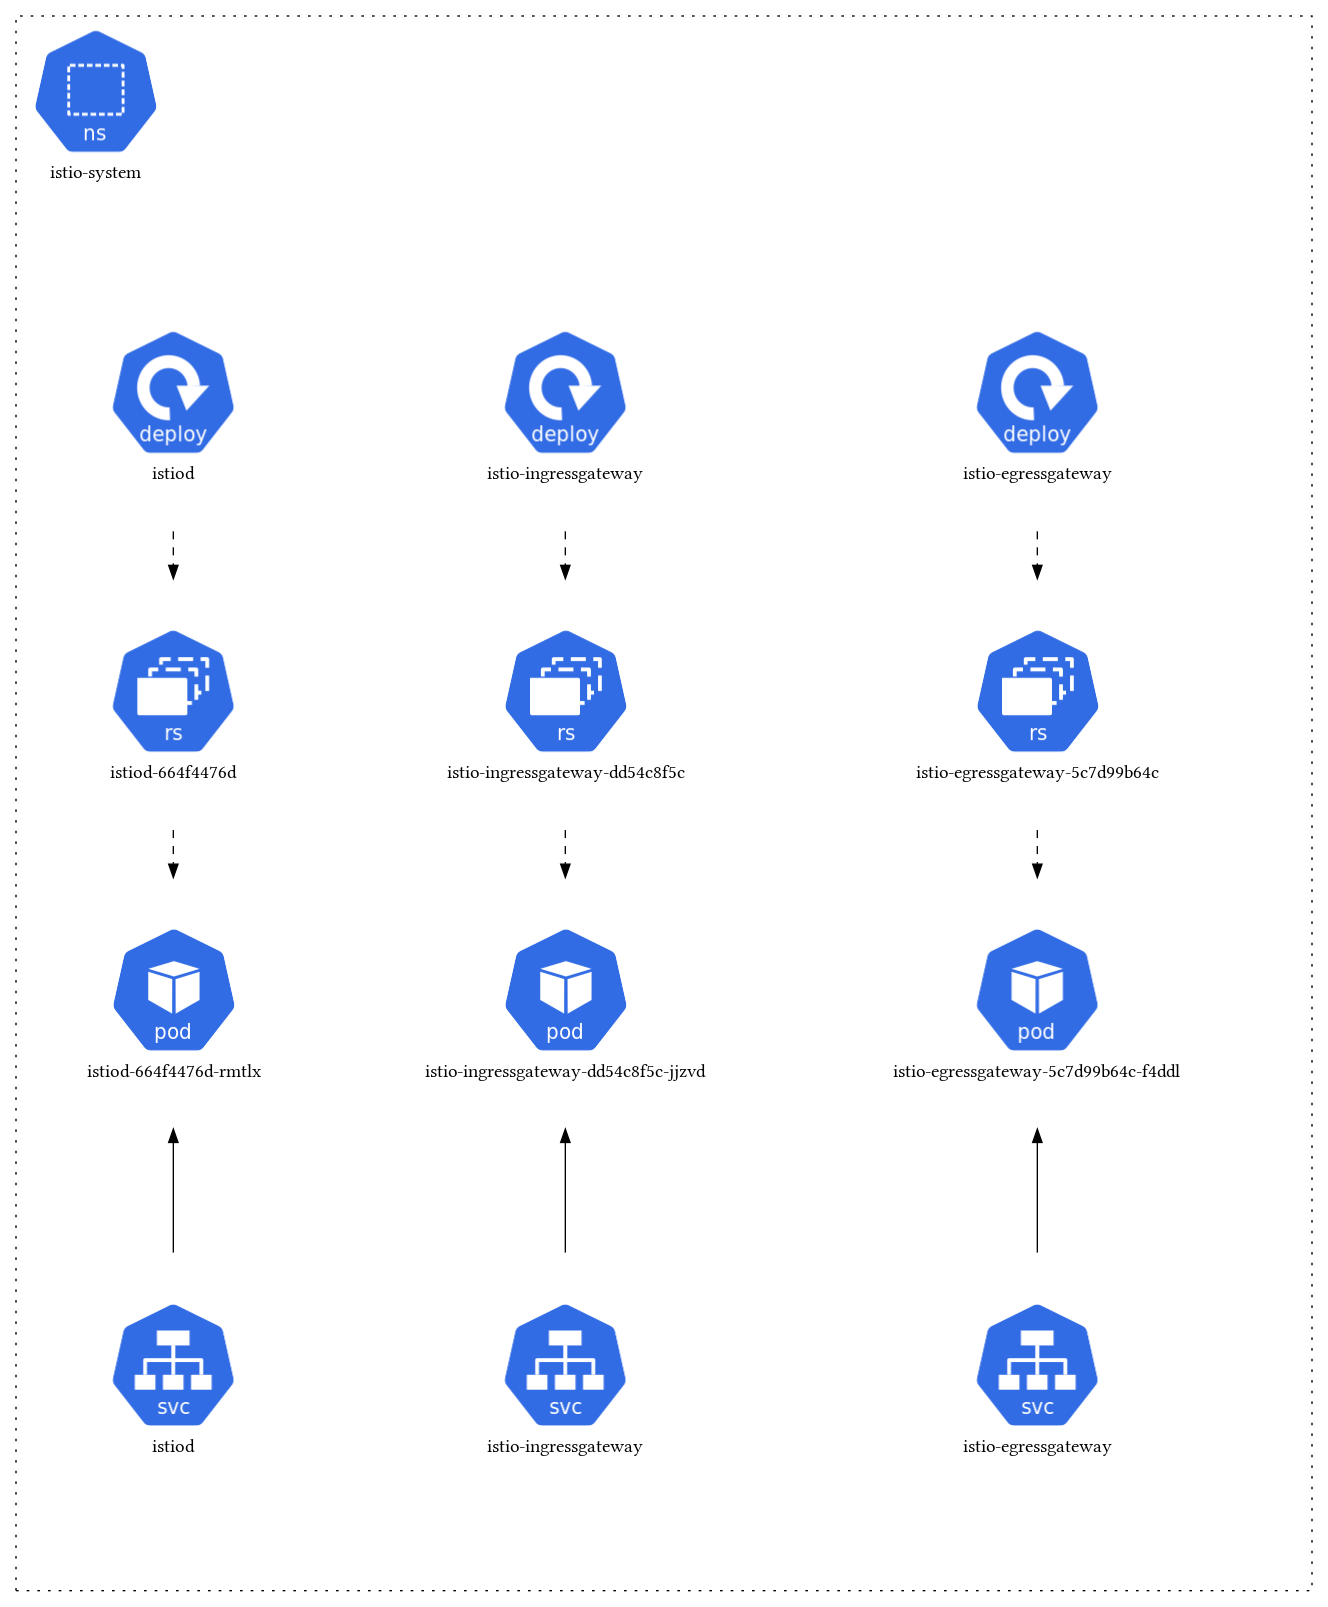 ns
istio-system
deploy
deploy
deploy
istiod
istio-ingressgateway
istio-egressgateway
rs
rs
rs
istiod-664f4476d
istio-ingressgateway-dd54c8f5c
istio-egressgateway-5c7d99b64c
pod
pod
pod
istiod-664f4476d-rmtlx
istio-ingressgateway-dd54c8f5c-jjzvd
istio-egressgateway-5c7d99b64c-f4ddl
svc
svc
svc
istiod
istio-ingressgateway
istio-egressgateway